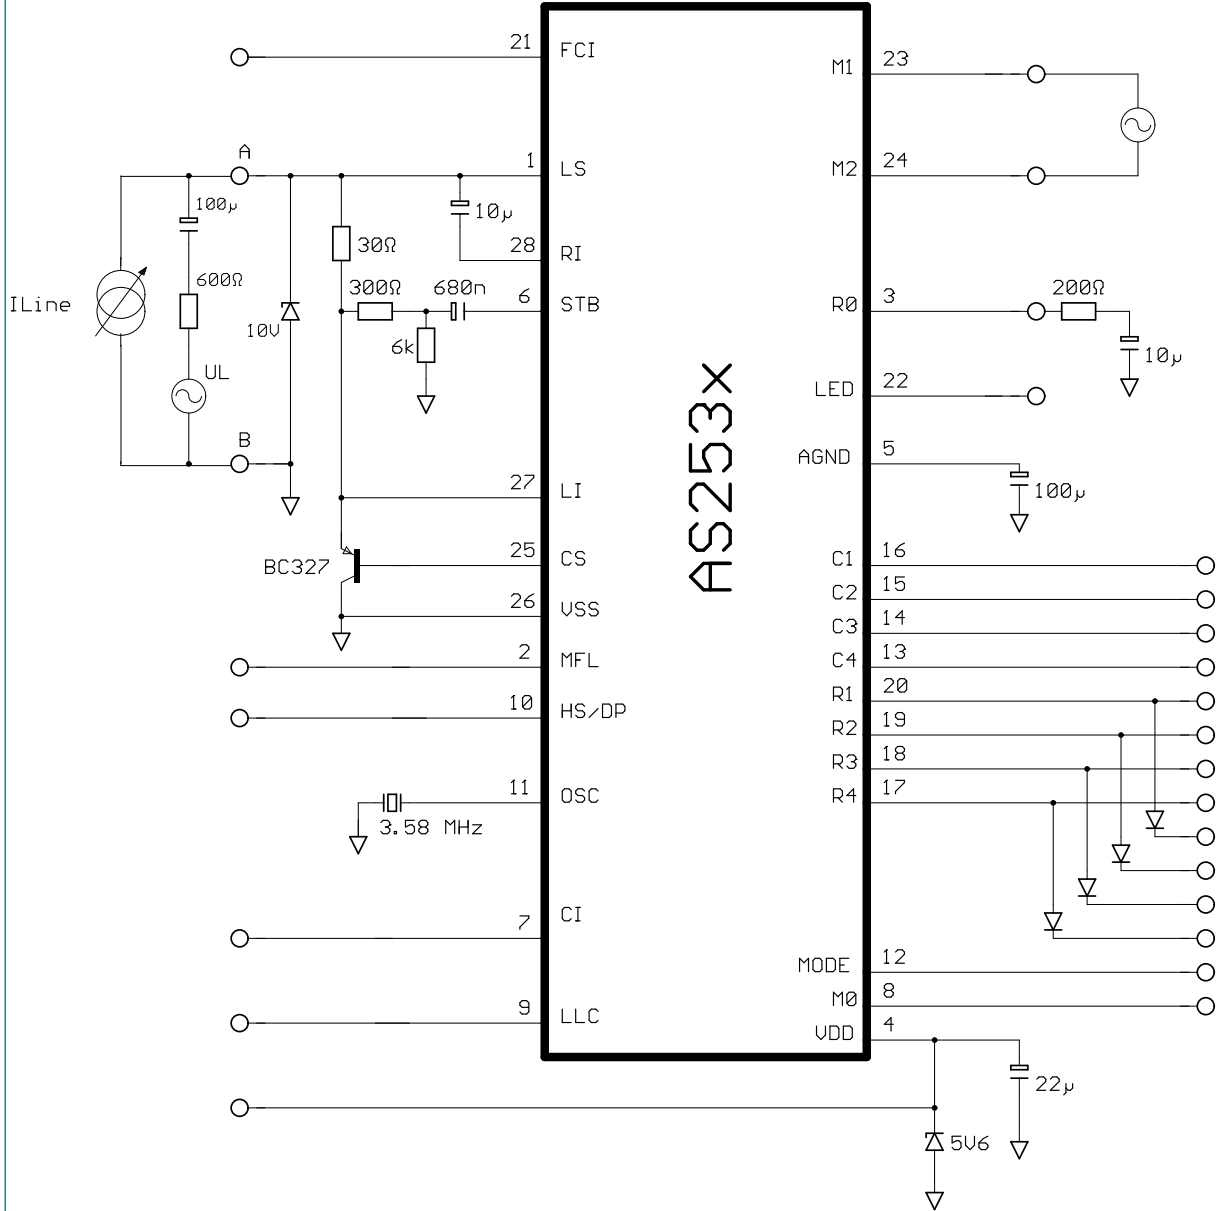 21 FCI
M1 23
A
1 LS
M2 24
100µ
10µ
30Ω
28 RI
600Ω
300Ω 680n
6 STB
R0 3
200Ω
ILine
10V
6k
10µ
UL
LED 22
B
AGND 5
100µ
27 LI
AS253x
BC327
25 CS
C1 16
26 VSS
C2 15
C3 14
2 MFL
C4 13
10 HS/DP
R1 20
R2 19
R3 18
11 OSC
R4 17
3.58 MHz
7 CI
MODE 12
M0 8
9 LLC
VDD 4
22µ
5V6